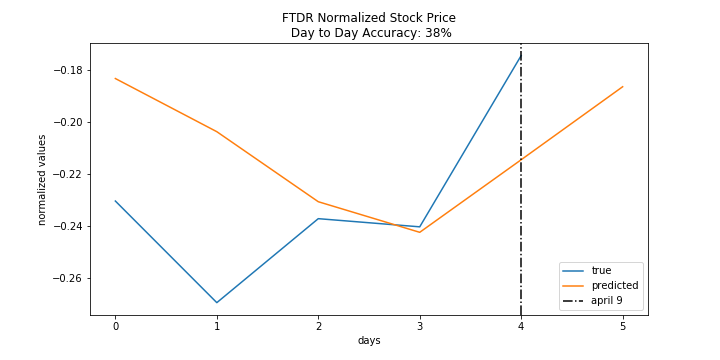 FTDR Normalized Stock Price
Day to Day Accuracy: 38%
normalized values
−0.18
−0.20
−0.22
−0.24
−0.26
0 1 2 3 4 5
days
true
predicted
april 9